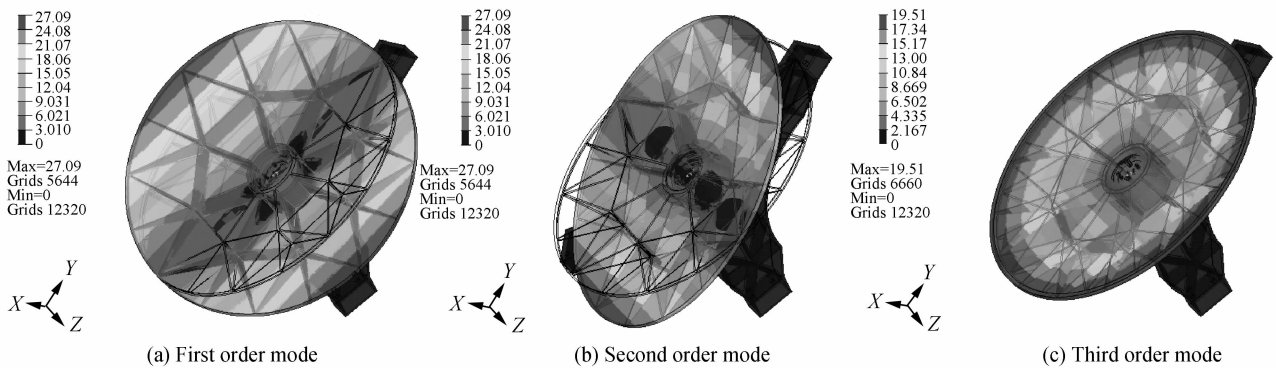 27.09
24.08
21.07
18.06
15.05
12.04
9.031
6.021
3.010
0
Max=27.09
Grids 5644
Min=0
Grids 12320
Y
X
Z
(a) First order mode
27.09
24.08
21.07
18.06
15.05
12.04
9.031
6.021
3.010
0
Max=27.09
Grids 5644
Min=0
Grids 12320
Y
X
Z
(b) Second order mode
19.51
17.34
15.17
13.00
10.84
8.669
6.502
4.335
2.167
0
Max=19.51
Grids 6660
Min=0
Grids 12320
Y
X
Z
(c) Third order mode